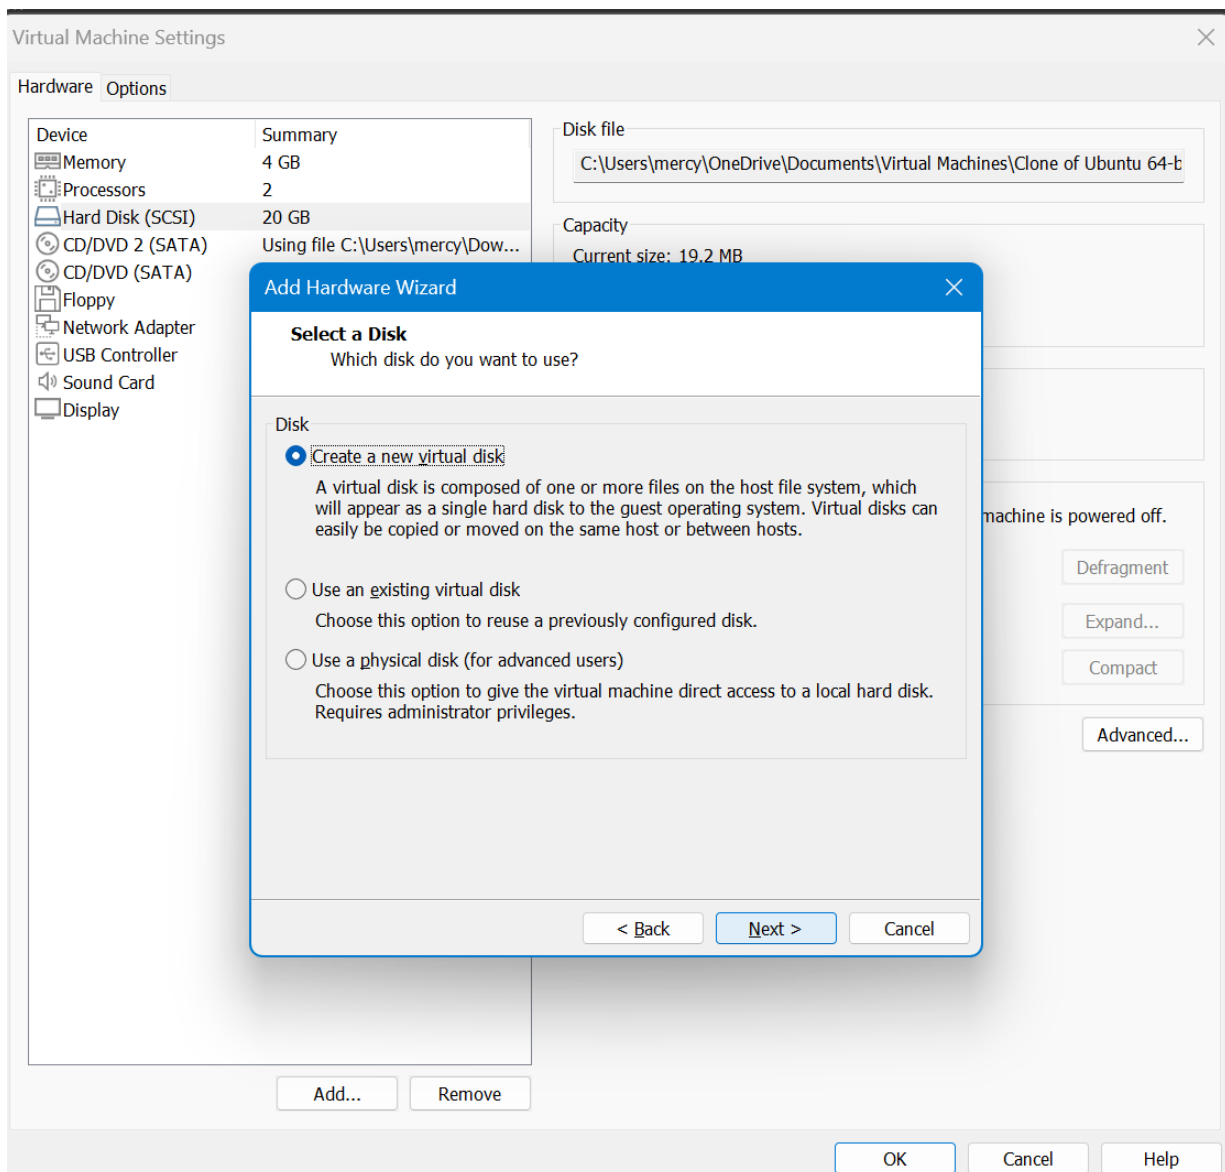 Virtual Machine Settings
Hardware Options
Device Summary
Memory 4 GB
Processors 2
Hard Disk (SCSI) 20 GB
CD/DVD 2 (SATA) Using file C:\Users\mercy\Dow...
CD/DVD (SATA)
Floppy
Network Adapter
USB Controller
Sound Card
Display
Disk file
C:\Users\mercy\OneDrive\Documents\Virtual Machines\Clone of Ubuntu 64-b
Capacity
Current size: 19.2 MB
Add Hardware Wizard
Select a Disk
Which disk do you want to use?
Disk
Create a new virtual disk
A virtual disk is composed of one or more files on the host file system, which
will appear as a single hard disk to the guest operating system. Virtual disks can
easily be copied or moved on the same host or between hosts.
Use an existing virtual disk
Choose this option to reuse a previously configured disk.
Use a physical disk (for advanced users)
Choose this option to give the virtual machine direct access to a local hard disk.
Requires administrator privileges.
< Back Next > Cancel
machine is powered off.
Defragment
Expand...
Compact
Advanced...
Add... Remove
OK Cancel Help